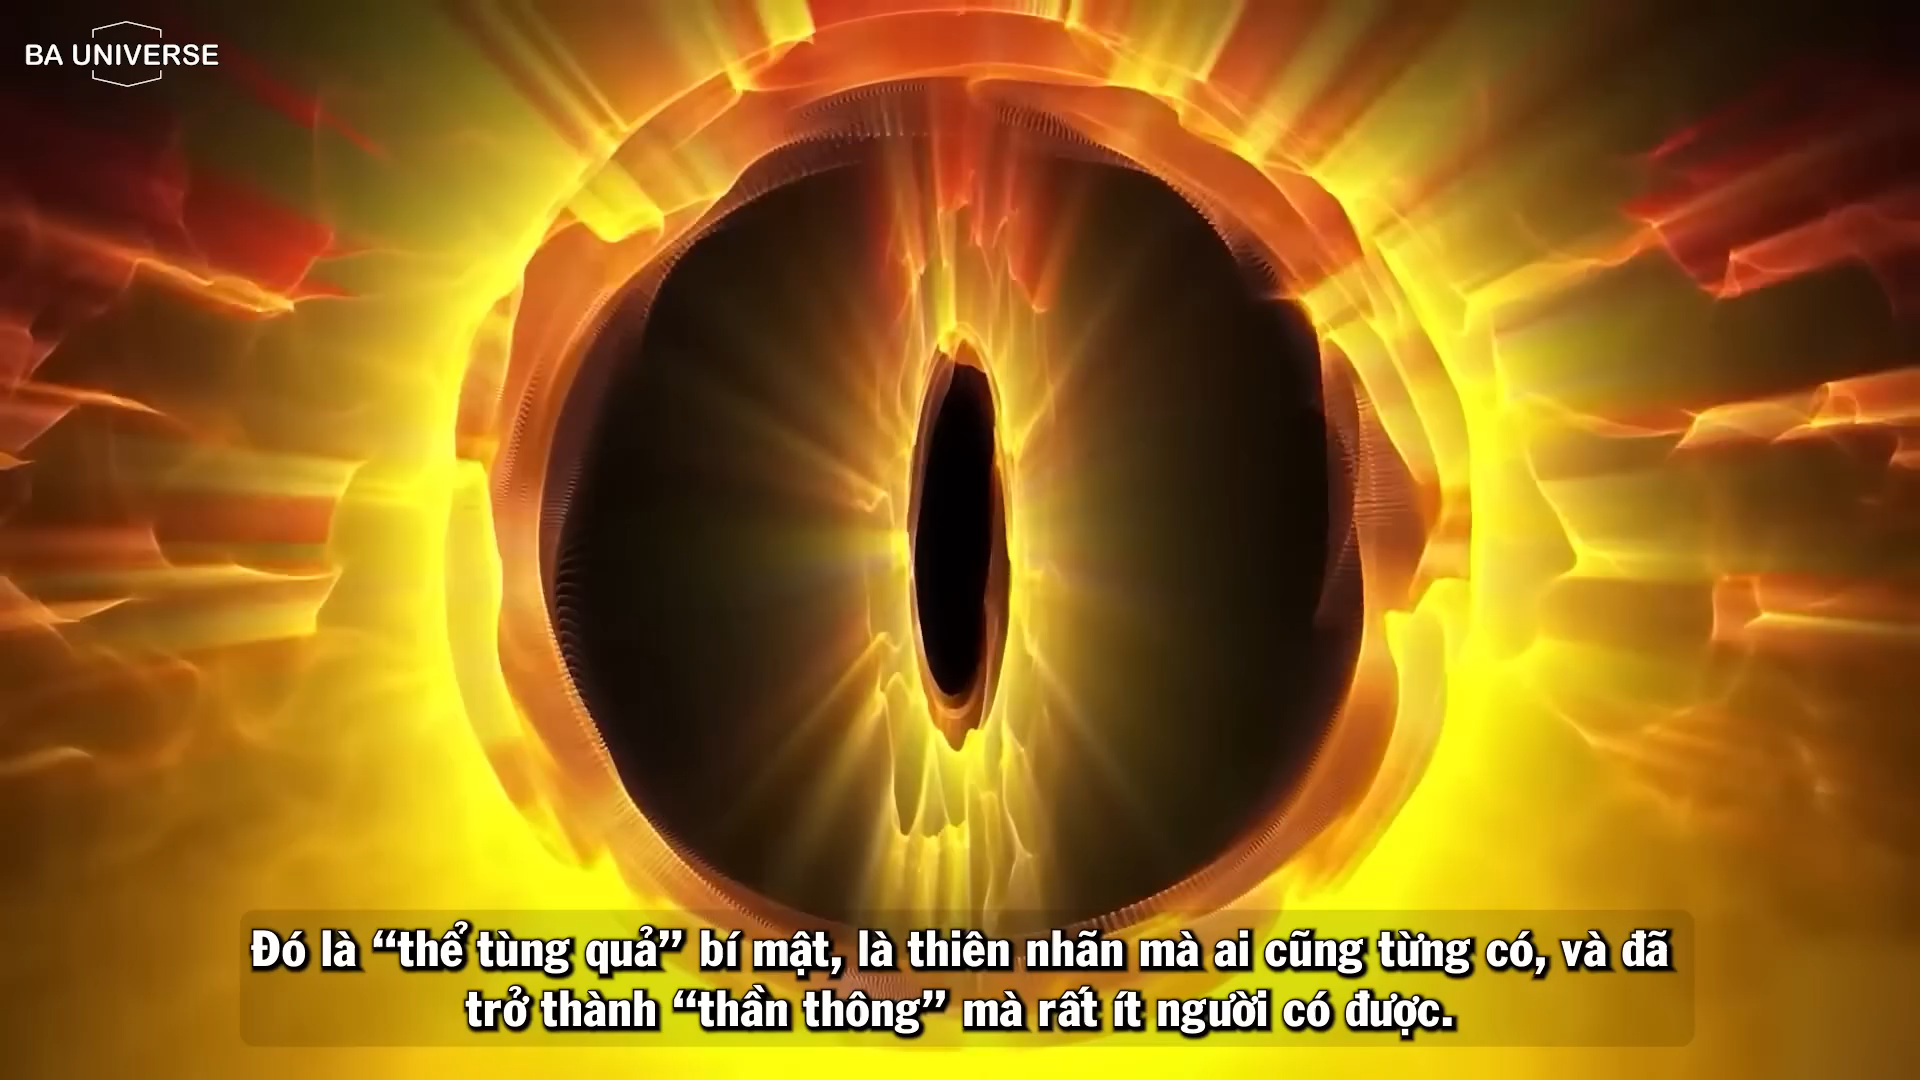 BA UNIVERSE
Đó là “thể tùng quả” bí mật, là thiên nhãn mà ai cũng từng có, và đã
trở thành “thần thông” mà rất ít người có được.